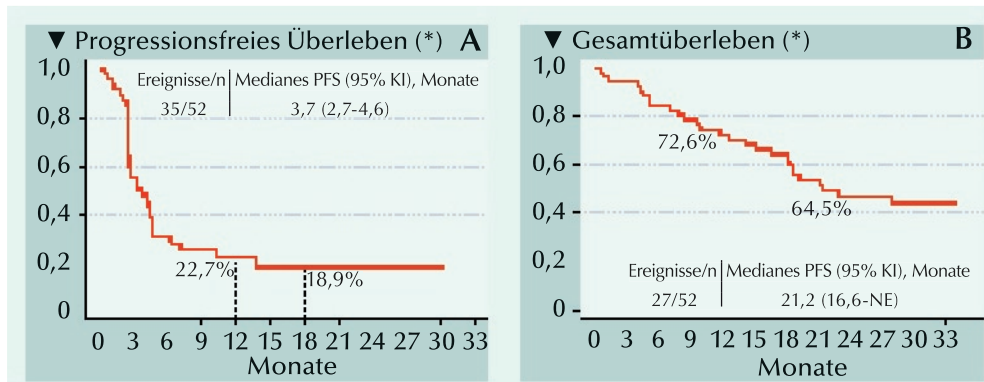 ▼ Progressionsfreies Überleben (*) A
1,0
Ereignisse/n Medianes PFS (95% KI), Monate
35/52 3,7 (2,7-4,6)
0,8
0,6
0,4
0,2
22,7%
18,9%
0
0 3 6 9 12 15 18 21 24 27 30 33
Monate
▼ Gesamtüberleben (*) B
1,0
0,8
72,6%
0,6
64,5%
0,4
0,2
Ereignisse/n Medianes PFS (95% KI), Monate
27/52 21,2 (16,6-NE)
0
0 3 6 9 12 15 18 21 24 27 30 33
Monate